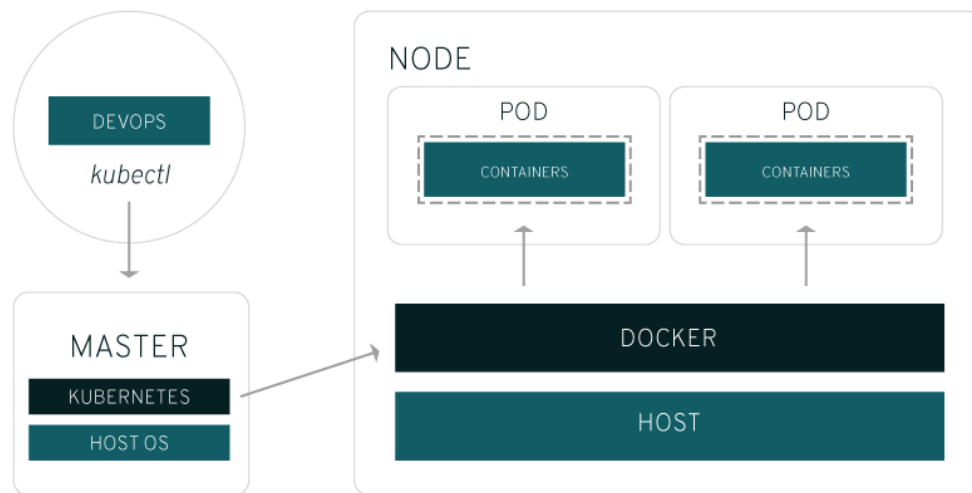 DEVOPS
kubectl
MASTER
KUBERNETES
HOST OS
NODE
POD
CONTAINERS
POD
CONTAINERS
DOCKER
HOST